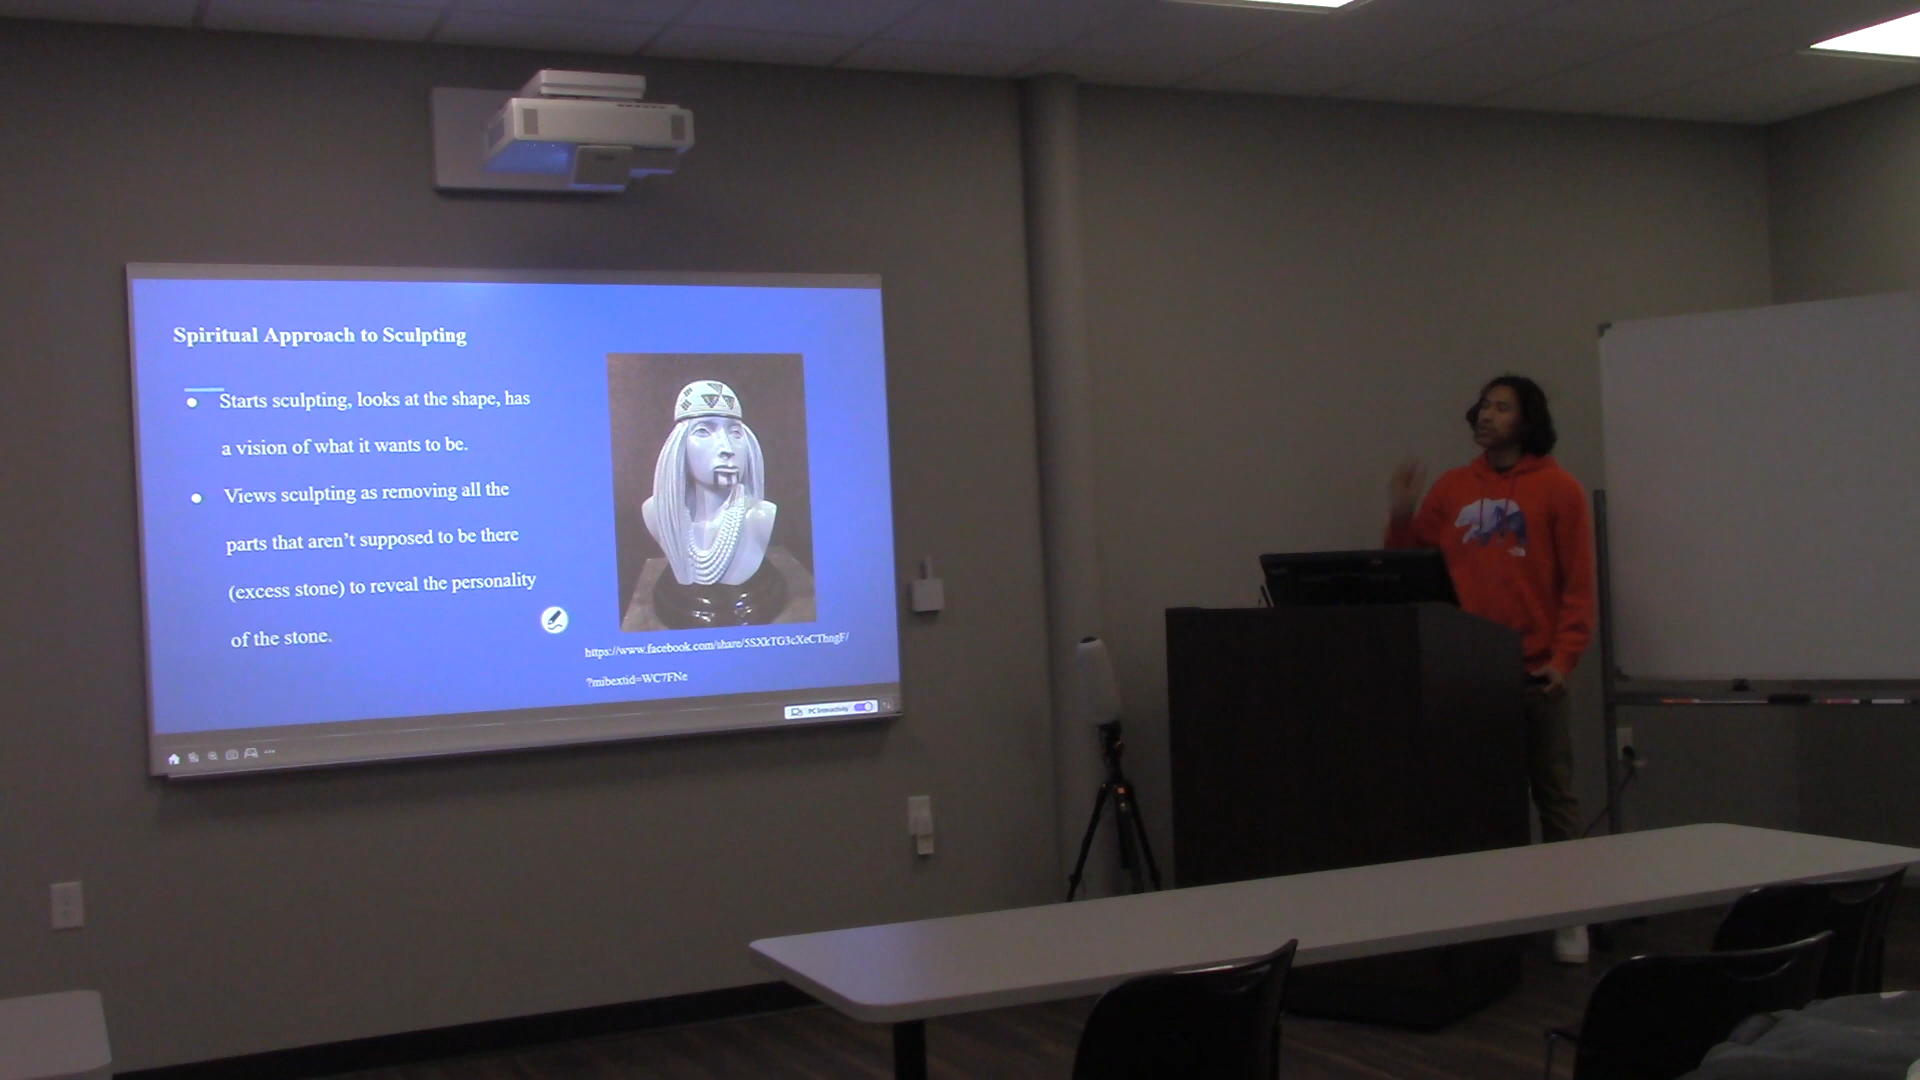 Spiritual Approach to Sculpting
● Starts sculpting, looks at the shape, has
a vision of what it wants to be.
● Views sculpting as removing all the
parts that aren't supposed to be there
(excess stone) to reveal the personality
of the stone.
https://www.facebook.com/share/5SXkTG3cXeCThngF/
?mibextid=WC7FNe
PC Interactivity